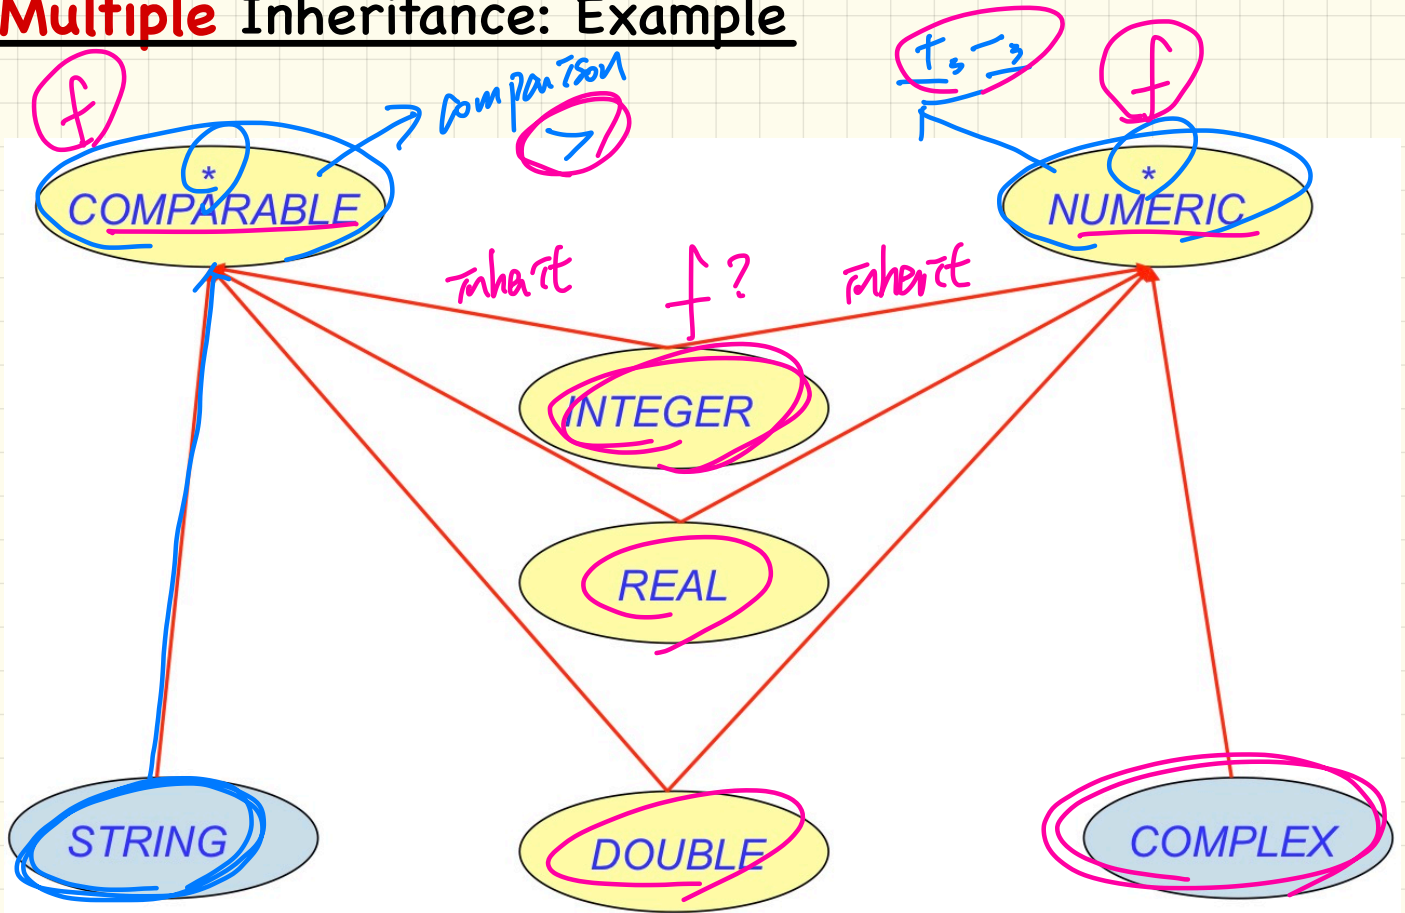 Multiple Inheritance: Example
f
comparison
+, -,
f
*
COMPARABLE
*
NUMERIC
inherit
f ?
inherit
INTEGER
REAL
STRING
DOUBLE
COMPLEX